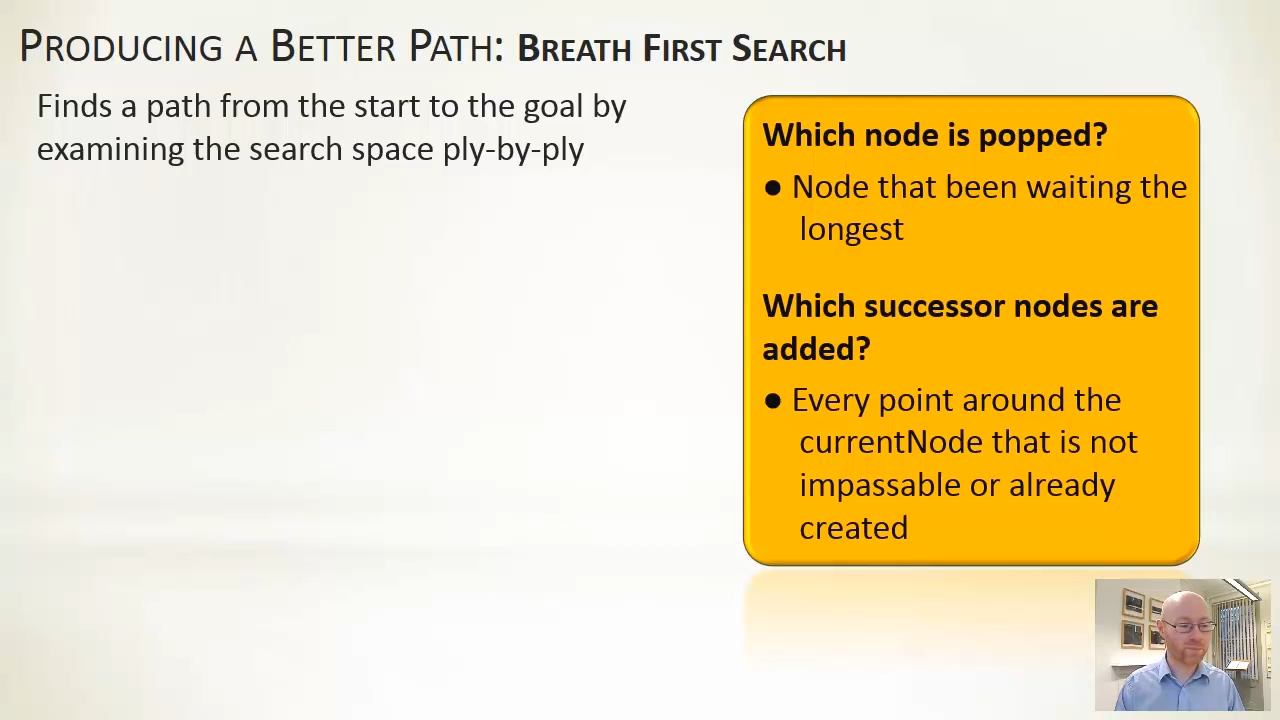 PRODUCING A BETTER PATH: BREATH FIRST SEARCH
Finds a path from the start to the goal by
examining the search space ply-by-ply
Which node is popped?
● Node that been waiting the
longest
Which successor nodes are
added?
● Every point around the
currentNode that is not
impassable or already
created